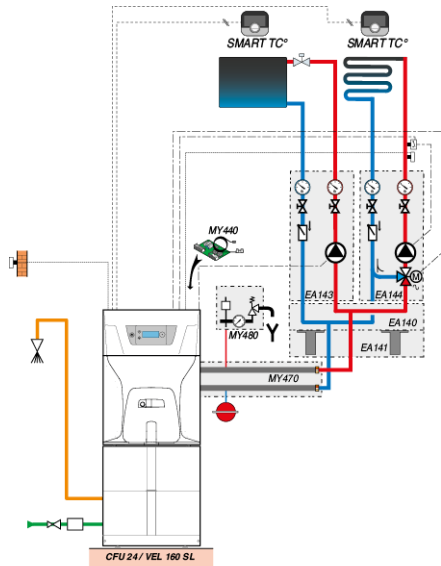 SMART TC° SMART TC°
MY440
M
EA143 EA144
MY480
EA140
EA141
MY470
CFU 24 / VEL 160 SL